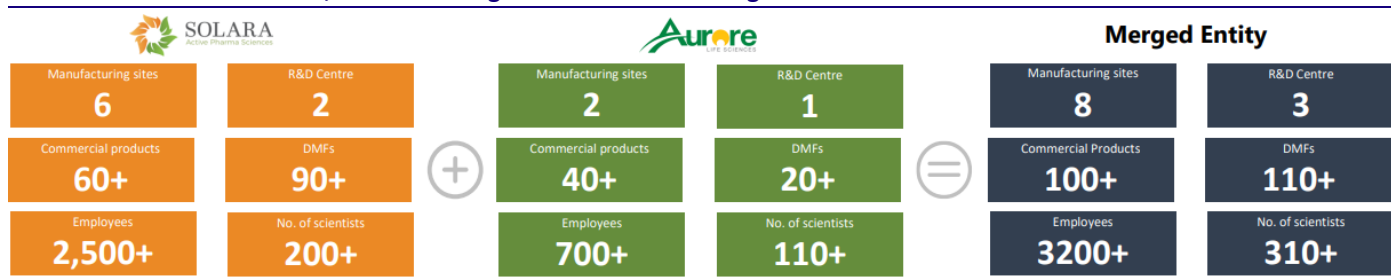 SOLARA
Active Pharma Sciences
Aurore
LIFE SCIENCES
Merged Entity
Manufacturing sites
6
R&D Centre
2
Manufacturing sites
2
R&D Centre
1
Manufacturing sites
8
R&D Centre
3
Commercial products
60+
DMFs
90+
+
Commercial products
40+
DMFs
20+
=
Commercial Products
100+
DMFs
110+
Employees
2,500+
No. of scientists
200+
Employees
700+
No. of scientists
110+
Employees
3200+
No. of scientists
310+